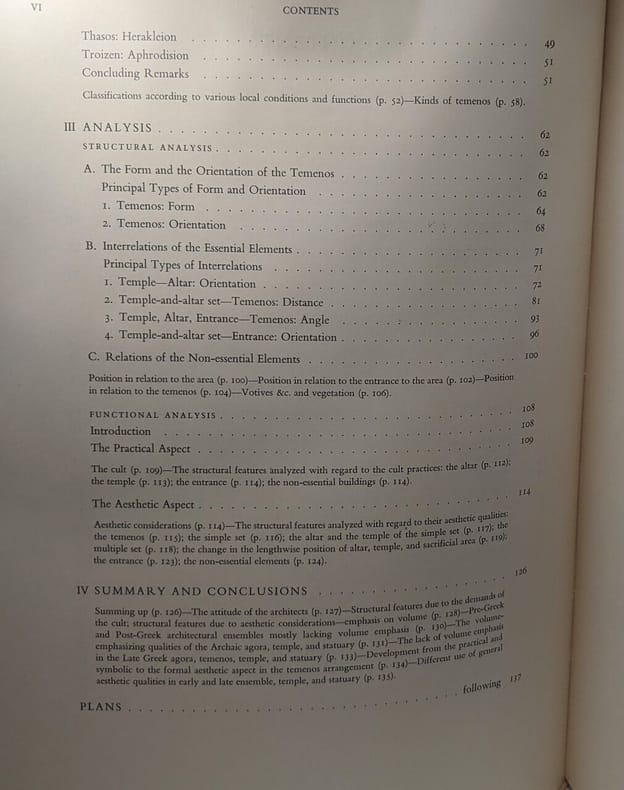 VI
CONTENTS
Thasos: Herakleion . . . . . . . . . . . . . . . . . . . . 49
Troizen: Aphrodision . . . . . . . . . . . . . . . . . . . . 51
Concluding Remarks . . . . . . . . . . . . . . . . . . . . 51
Classifications according to various local conditions and functions (p. 52)—Kinds of temenos (p. 58).
III ANALYSIS . . . . . . . . . . . . . . . . . . . . 62
STRUCTURAL ANALYSIS . . . . . . . . . . . . . . . . . . . . 62
A. The Form and the Orientation of the Temenos . . . . . . . . . . . . 62
Principal Types of Form and Orientation . . . . . . . . . . . . 62
1. Temenos: Form . . . . . . . . . . . . . . . . . . . . 64
2. Temenos: Orientation . . . . . . . . . . . . . . . . . . 68
B. Interrelations of the Essential Elements . . . . . . . . . . . . . . 71
Principal Types of Interrelations . . . . . . . . . . . . . . . 71
1. Temple—Altar: Orientation . . . . . . . . . . . . . . . . 72
2. Temple-and-altar set—Temenos: Distance . . . . . . . . . . . . 81
3. Temple, Altar, Entrance—Temenos: Angle . . . . . . . . . . . . 93
4. Temple-and-altar set—Entrance: Orientation . . . . . . . . . . . 96
C. Relations of the Non-essential Elements . . . . . . . . . . . . . . 100
Position in relation to the area (p. 100)—Position in relation to the entrance to the area (p. 102)—Position
in relation to the temenos (p. 104)—Votives &c. and vegetation (p. 106).
FUNCTIONAL ANALYSIS . . . . . . . . . . . . . . . . . . . . 108
Introduction . . . . . . . . . . . . . . . . . . . . 108
The Practical Aspect . . . . . . . . . . . . . . . . . . . . 109
The cult (p. 109)—The structural features analyzed with regard to the cult practices: the altar (p. 112);
the temple (p. 113); the entrance (p. 114); the non-essential buildings (p. 114).
The Aesthetic Aspect . . . . . . . . . . . . . . . . . . . . 114
Aesthetic considerations (p. 114)—The structural features analyzed with regard to their aesthetic qualities:
the temenos (p. 115); the simple set (p. 116); the altar and the temple of the simple set (p. 117); the
multiple set (p. 118); the change in the lengthwise position of altar, temple, and sacrificial area (p. 119);
the entrance (p. 123); the non-essential elements (p. 124).
IV SUMMARY AND CONCLUSIONS . . . . . . . . . . . . . . . . 126
Summing up (p. 126)—The attitude of the architects (p. 127)—Structural features due to the demands of
the cult; structural features due to aesthetic considerations—emphasis on volume (p. 128)—Pre-Greek
and Post-Greek architectural ensembles mostly lacking volume emphasis (p. 130)—The volume-
emphasizing qualities of the Archaic agora, temple, and statuary (p. 131)—The lack of volume emphasis
in the Late Greek agora, temenos, temple, and statuary (p. 133)—Development from the practical and
symbolic to the formal aesthetic aspect in the temenos arrangement (p. 134)—Different use of general
aesthetic qualities in early and late ensemble, temple, and statuary (p. 135).
PLANS . . . . . . . . . . . . . . . . . . . . following 137